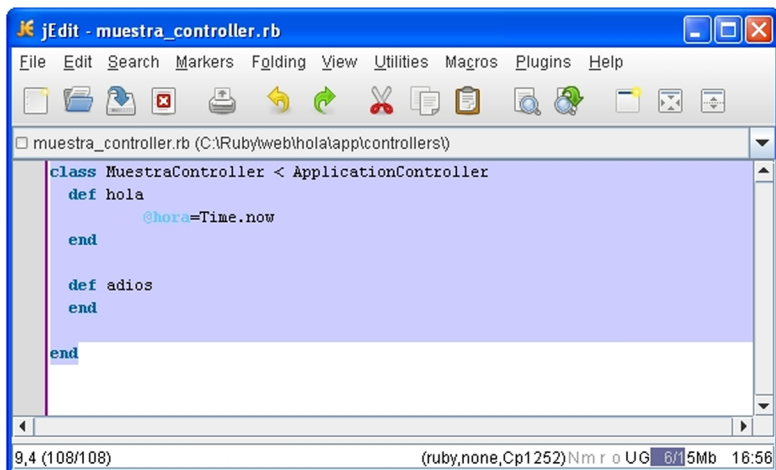 jEdit - muestra_controller.rb
File Edit Search Markers Folding View Utilities Macros Plugins Help
muestra_controller.rb (C:\Ruby\web\hola\app\controllers\)
class MuestraController < ApplicationController
def hola
@hora=Time.now
end
def adios
end
end
9,4 (108/108) (ruby,none,Cp1252) N m r o U G 6/15Mb 16:56